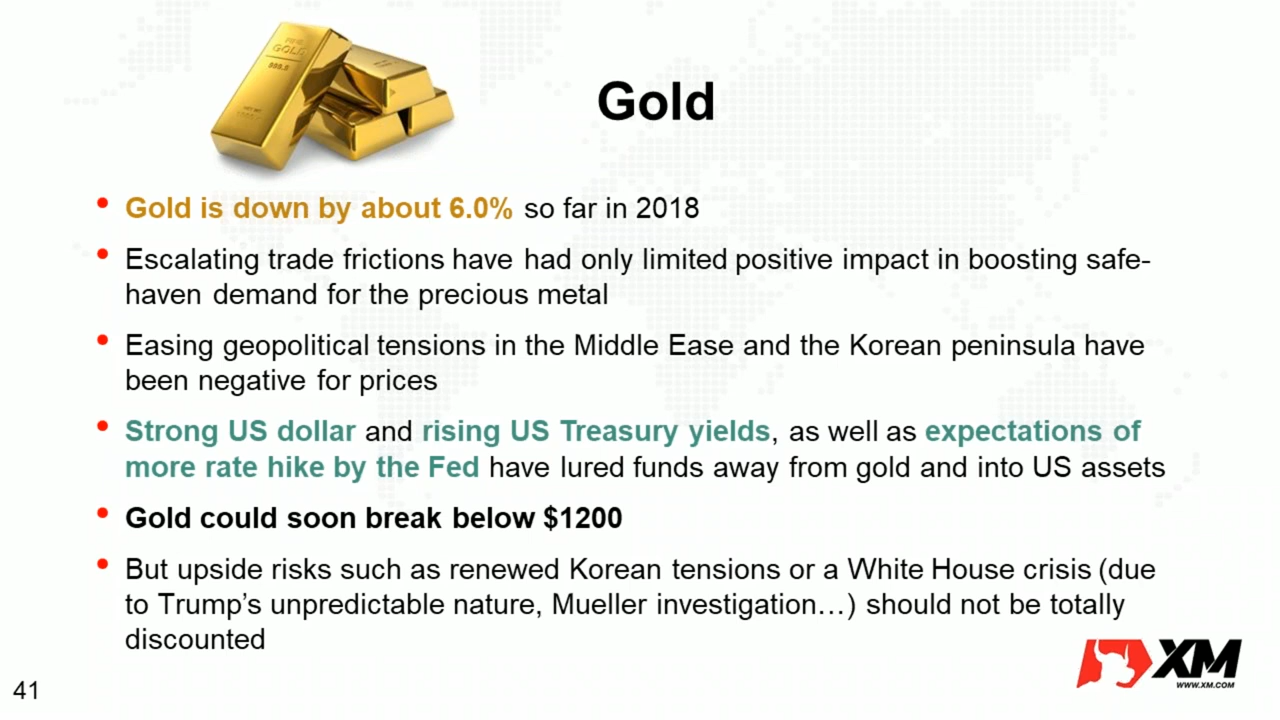 Gold
• Gold is down by about 6.0% so far in 2018
• Escalating trade frictions have had only limited positive impact in boosting safe-
haven demand for the precious metal
• Easing geopolitical tensions in the Middle Ease and the Korean peninsula have
been negative for prices
• Strong US dollar and rising US Treasury yields, as well as expectations of
more rate hike by the Fed have lured funds away from gold and into US assets
• Gold could soon break below $1200
• But upside risks such as renewed Korean tensions or a White House crisis (due
to Trump’s unpredictable nature, Mueller investigation…) should not be totally
discounted
XM
WWW.XM.COM
41